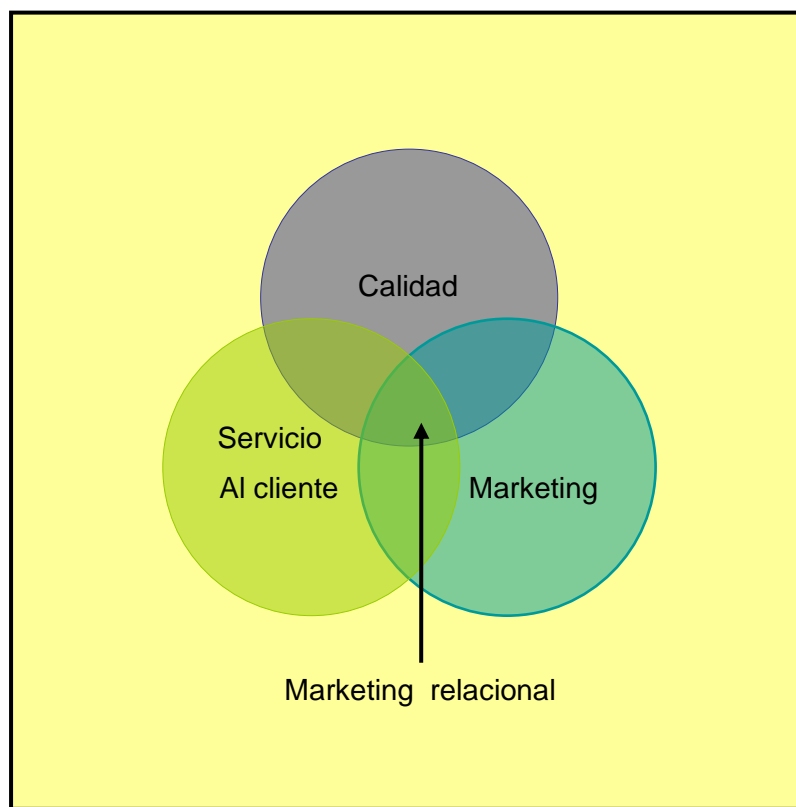 Calidad
Servicio
Al cliente
Marketing
Marketing relacional